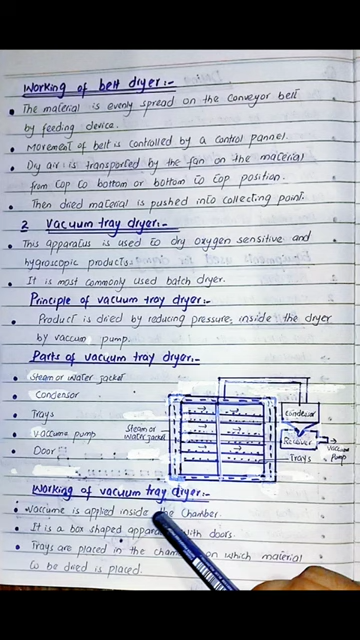 Working of belt dryer:-
The material is evenly spread on the conveyor belt
by feeding device.
Movement of belt is controlled by a control pannel.
Dry air is transported by the fan on the material
from top to bottom or bottom to top position.
Then dried material is pushed into collecting point.
2 Vacuum tray dryer:-
This apparatus is used to dry oxygen sensitive and
hygroscopic products.
It is most commonly used batch dryer.
Principle of vacuum tray dryer:-
Product is dried by reducing pressure, inside the dryer
by vaccum pump.
Parts of vacuum tray dryer:-
Steam or water jacket
Condensor
Trays
Vaccume pump
Door
Steam or
water jacket
Condensor
Reciever
Vaccum
Pump
Trays
Working of vacuum tray dryer:-
Vaccume is applied inside the chamber.
It is a box shaped with doors.
Trays are placed in the on which material
to be dried is placed.